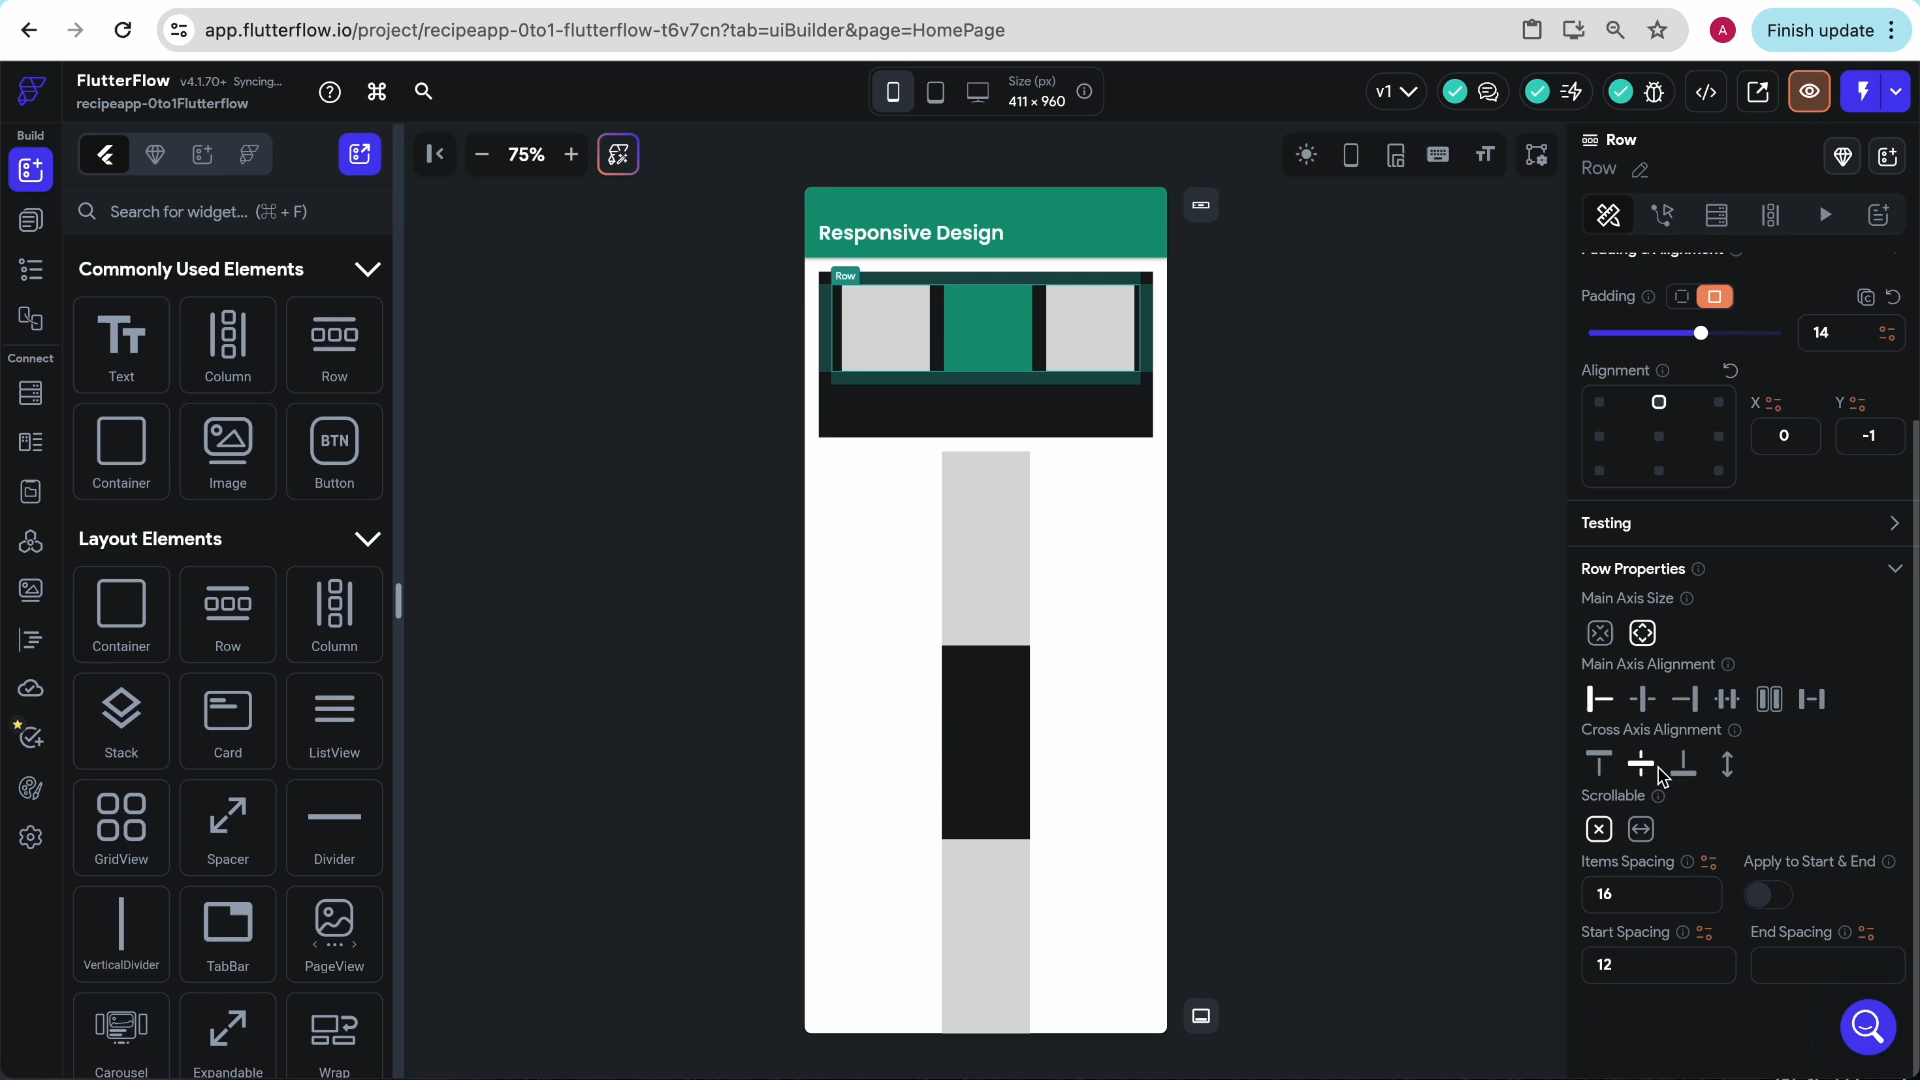 app.flutterflow.io/project/recipeapp-0to1-flutterflow-t6v7cn?tab=uiBuilder&page=HomePage
A
Finish update
FlutterFlow v4.1.70+ Syncing...
recipeapp-0to1Flutterflow
Size (px)
411 × 960
v1
Build
Connect
Search for widget... (⌘ + F)
Commonly Used Elements
Text
Column
Row
Container
Image
BTN
Button
Layout Elements
Container
Row
Column
Stack
Card
ListView
GridView
Spacer
Divider
VerticalDivider
TabBar
PageView
Carousel
Expandable
Wrap
75%
Responsive Design
Row
Row
Row
Padding & Alignment
Padding
14
Alignment
X
Y
0
-1
Testing
Row Properties
Main Axis Size
Main Axis Alignment
Cross Axis Alignment
Scrollable
Items Spacing
Apply to Start & End
16
Start Spacing
End Spacing
12